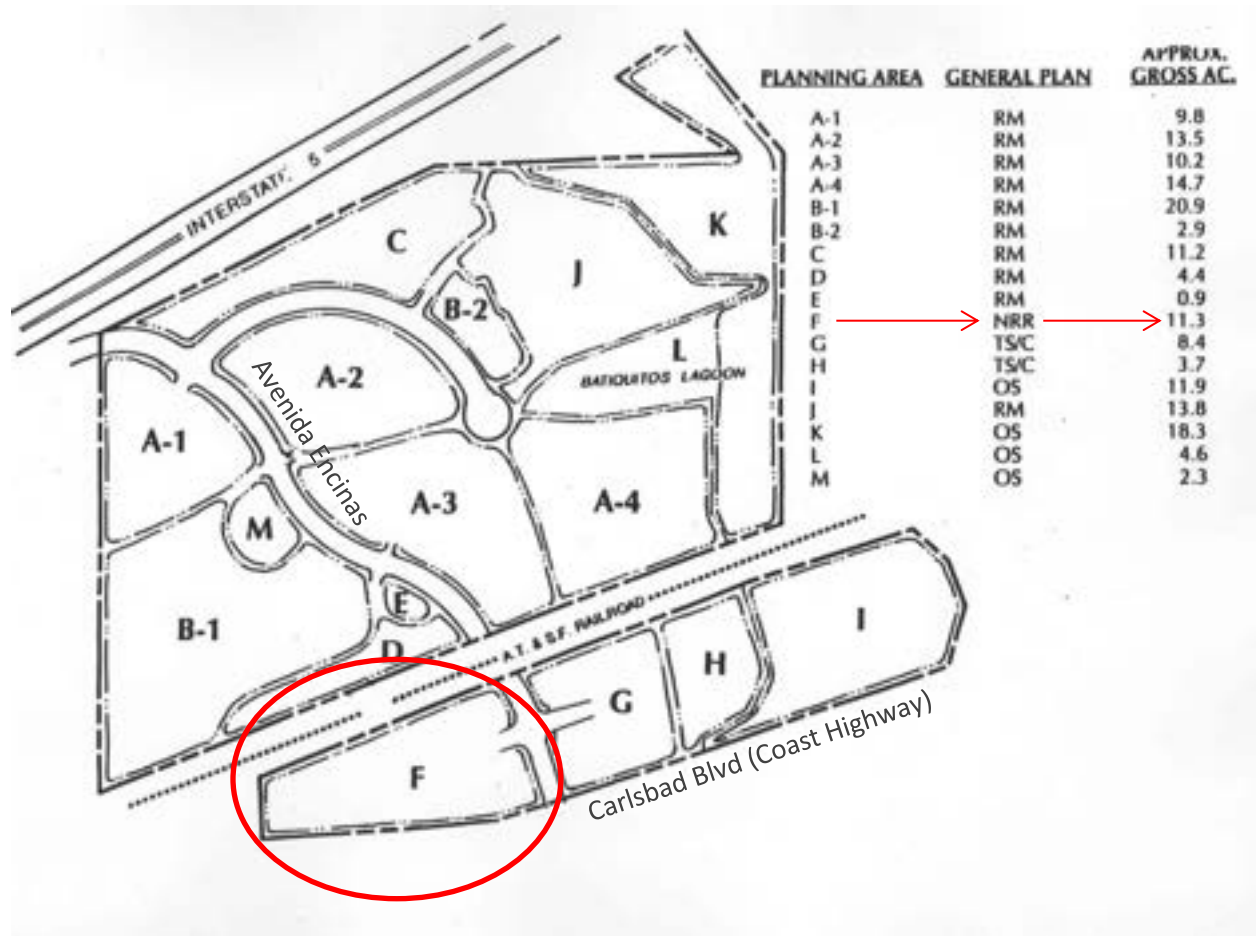 APPROX.
PLANNING AREA GENERAL PLAN GROSS AC.
A-1 RM 9.8
A-2 RM 13.5
A-3 RM 10.2
A-4 RM 14.7
B-1 RM 20.9
B-2 RM 2.9
C RM 11.2
D RM 4.4
E RM 0.9
F NRR 11.3
G TS/C 8.4
H TS/C 3.7
I OS 11.9
J RM 13.8
K OS 18.3
L OS 4.6
M OS 2.3
INTERSTATE 5
C
K
J
B-2
L
BATIQUITOS LAGOON
A-2
Avenida Encinas
A-1
A-3
A-4
M
E
B-1
D
A.T. & S.F. RAILROAD
I
H
G
F
Carlsbad Blvd (Coast Highway)